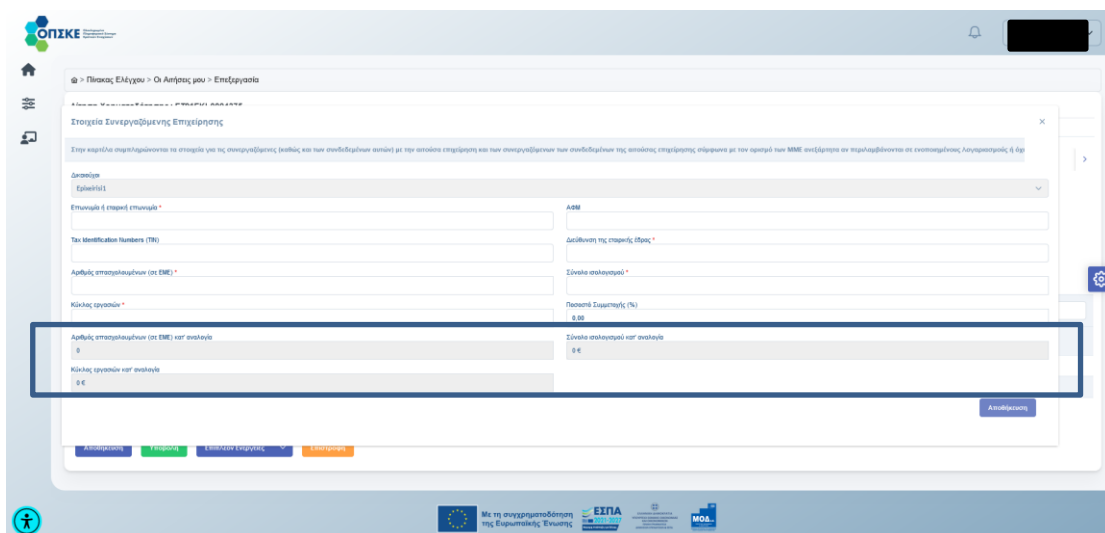 ΟΠΣΚΕ
> Πίνακας Ελέγχου > Οι Αιτήσεις μου > Επεξεργασία
Στοιχεία Συνεργαζόμενης Επιχείρησης
×
Στην καρτέλα συμπληρώνονται τα στοιχεία για τις συνεργαζόμενες (καθώς και των συνδεδεμένων αυτών) με την αιτούσα επιχείρηση και των συνεργαζόμενων των συνδεδεμένων της αιτούσας επιχείρησης σύμφωνα με τον ορισμό των ΜΜΕ ανεξάρτητα αν περιλαμβάνονται σε ενοποιημένους λογαριασμούς ή όχι
Δικαιούχοι
Epixeirisi1
Επωνυμία ή εταιρική επωνυμία *
ΑΦΜ
Tax Identification Numbers (TIN)
Διεύθυνση της εταιρικής έδρας *
Αριθμός απασχολουμένων (σε ΕΜΕ) *
Σύνολο ισολογισμού *
Κύκλος εργασιών *
Ποσοστό Συμμετοχής (%)
0,00
Αριθμός απασχολουμένων (σε ΕΜΕ) κατ' αναλογία
Σύνολο ισολογισμού κατ' αναλογία
0
0 €
Κύκλος εργασιών κατ' αναλογία
0 €
Αποθήκευση
Αποθήκευση
Υποβολή
Επιπλέον Ενέργειες
Επιστροφή
Με τη συγχρηματοδότηση
της Ευρωπαϊκής Ένωσης
ΕΣΠΑ
2021-2027
ΜΟΔ